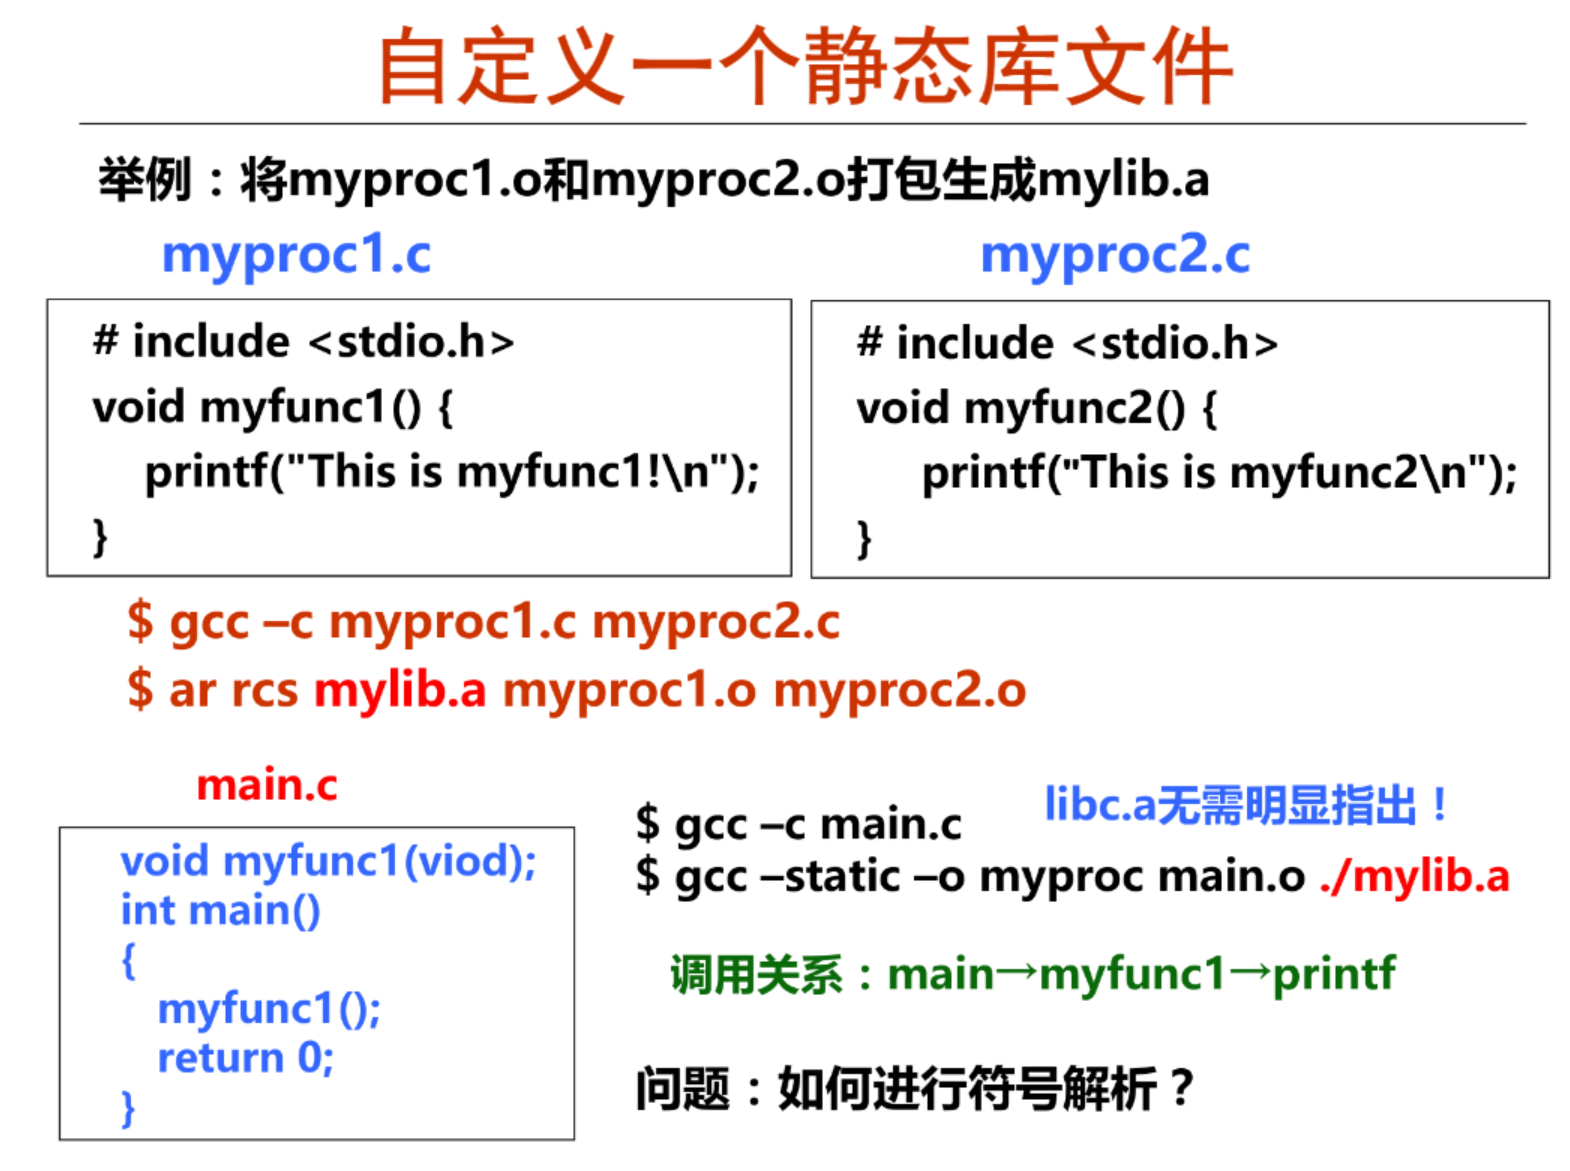 自定义一个静态库文件
举例：将myproc1.o和myproc2.o打包生成mylib.a
myproc1.c
# include <stdio.h>
void myfunc1() {
printf("This is myfunc1!\n");
}
myproc2.c
# include <stdio.h>
void myfunc2() {
printf("This is myfunc2\n");
}
$ gcc –c myproc1.c myproc2.c
$ ar rcs mylib.a myproc1.o myproc2.o
main.c
void myfunc1(viod);
int main()
{
myfunc1();
return 0;
}
libc.a无需明显指出！
$ gcc –c main.c
$ gcc –static –o myproc main.o ./mylib.a
调用关系：main→myfunc1→printf
问题：如何进行符号解析？